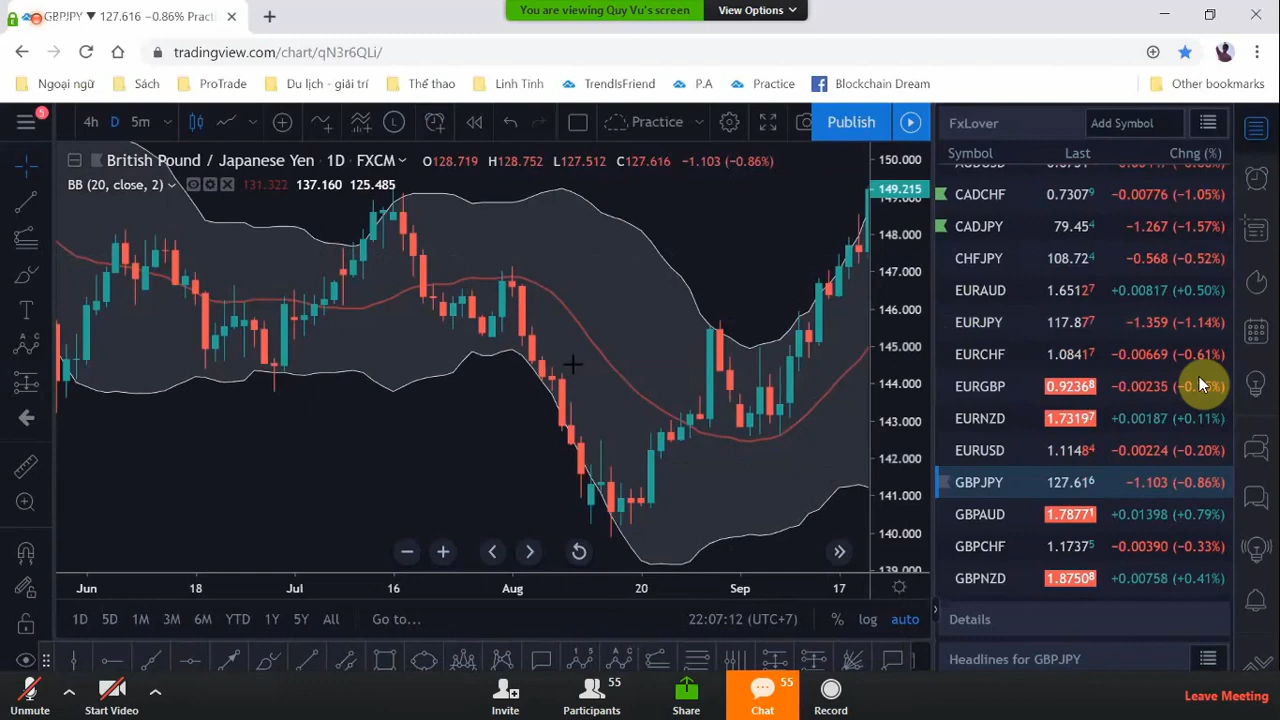 GBPJPY ▼ 127.616 −0.86% Practi
You are viewing Quy Vu's screen
View Options
tradingview.com/chart/qN3r6QLi/
Ngoại ngữ
Sách
ProTrade
Du lịch - giải trí
Thể thao
Linh Tinh
TrendIsFriend
P.A
Practice
Blockchain Dream
Other bookmarks
5
4h
D
5m
L
Practice
Publish
FxLover
Add Symbol
British Pound / Japanese Yen 1D FXCM
O128.719 H128.752 L127.512 C127.616 −1.103 (−0.86%)
BB (20, close, 2) 131.322 137.160 125.485
Symbol Last Chng (%)
CADCHF 0.73079 −0.00776 (−1.05%)
CADJPY 79.454 −1.267 (−1.57%)
CHFJPY 108.724 −0.568 (−0.52%)
EURAUD 1.65127 +0.00817 (+0.50%)
EURJPY 117.877 −1.359 (−1.14%)
EURCHF 1.08417 −0.00669 (−0.61%)
EURGBP 0.92368 −0.00235
EURNZD 1.73197 +0.00187 (+0.11%)
EURUSD 1.11484 −0.00224 (−0.20%)
GBPJPY 127.616 −1.103 (−0.86%)
GBPAUD 1.78771 +0.01398 (+0.79%)
GBPCHF 1.17375 −0.00390 (−0.33%)
GBPNZD 1.87508 +0.00758 (+0.41%)
Details
Headlines for GBPJPY
150.000
149.215
149.000
148.000
147.000
146.000
145.000
144.000
143.000
142.000
141.000
140.000
139.000
Jun 18 Jul 16 Aug 20 Sep 17
1D 5D 1M 3M 6M YTD 1Y 5Y All
Go to...
22:07:12 (UTC+7)
% log auto
Unmute
Start Video
Invite
Participants
55
Share
Chat
55
Record
Leave Meeting